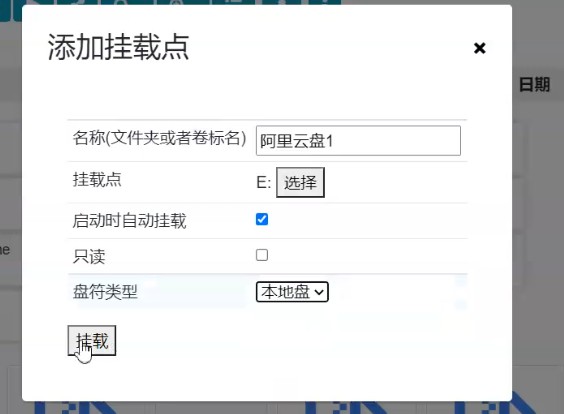 添加挂载点
×
日期
名称(文件夹或者卷标名) 阿里云盘1
挂载点 E: 选择
启动时自动挂载
只读
盘符类型 本地盘
挂载